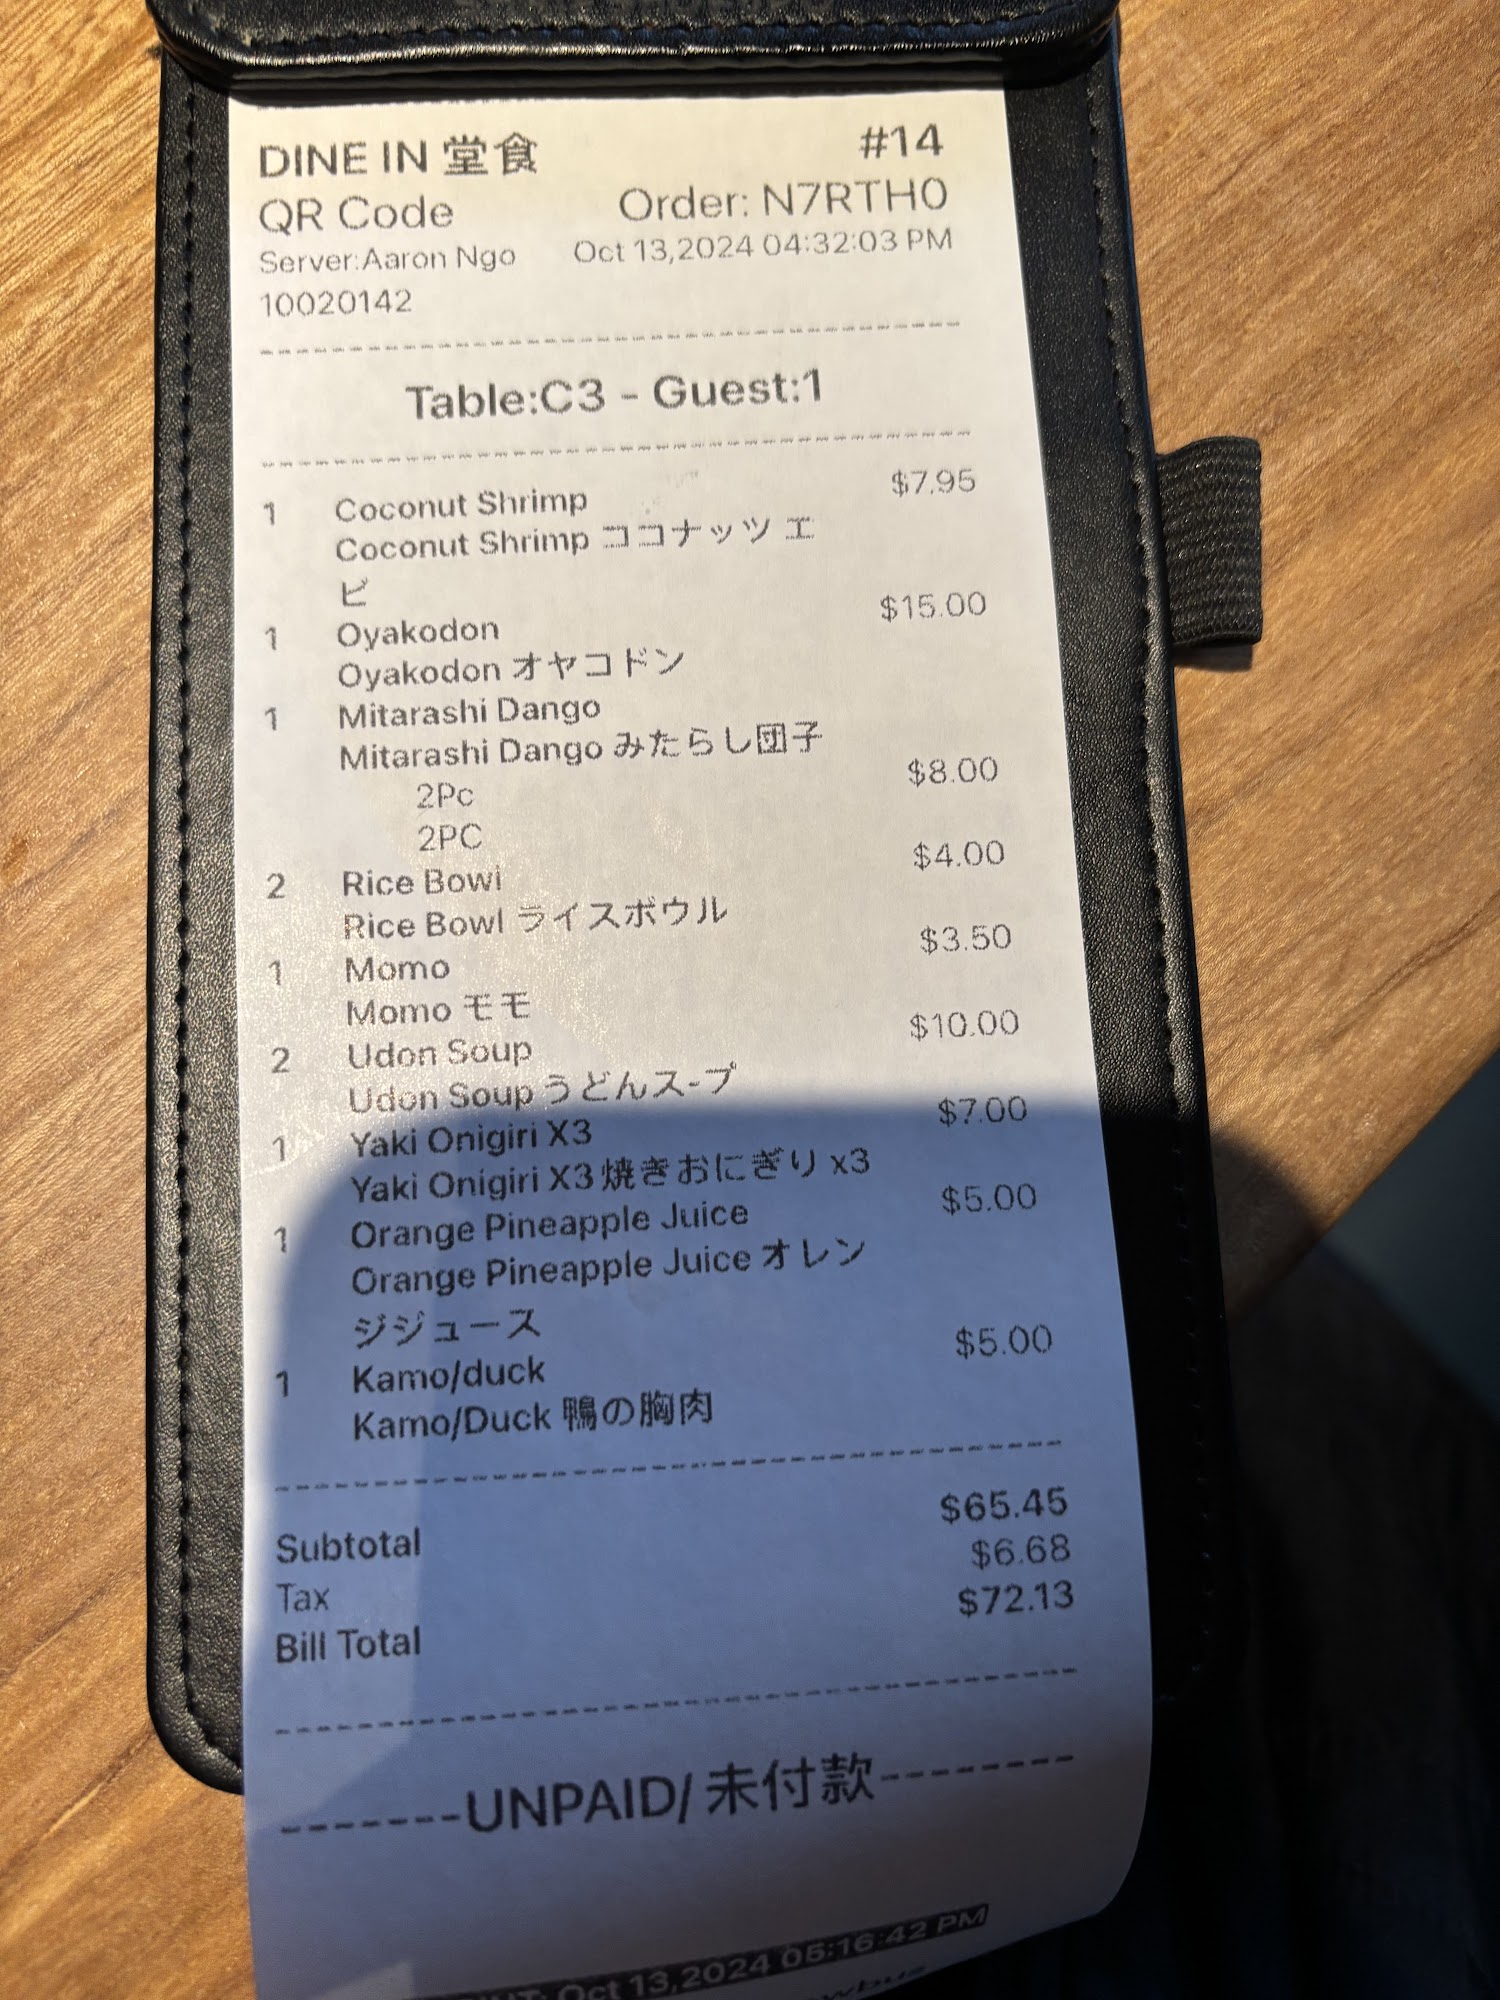 DINE IN 堂食 #14
QR Code Order: N7RTH0
Server:Aaron Ngo Oct 13,2024 04:32:03 PM
10020142
Table:C3 - Guest:1
1 Coconut Shrimp $7.95
Coconut Shrimp ココナッツ エ
ビ
1 Oyakodon $15.00
Oyakodon オヤコドン
1 Mitarashi Dango
Mitarashi Dango みたらし団子
2Pc $8.00
2PC
2 Rice Bowl $4.00
Rice Bowl ライスボウル
1 Momo $3.50
Momo モモ
2 Udon Soup $10.00
Udon Soup うどんス-プ
1 Yaki Onigiri X3 $7.00
Yaki Onigiri X3 焼きおにぎり x3
1 Orange Pineapple Juice $5.00
Orange Pineapple Juice オレン
ジジュース
1 Kamo/duck $5.00
Kamo/Duck 鴨の胸肉
Subtotal $65.45
Tax $6.68
Bill Total $72.13
-------UNPAID/ 未付款--------
Oct 13,2024 05:16:42 PM